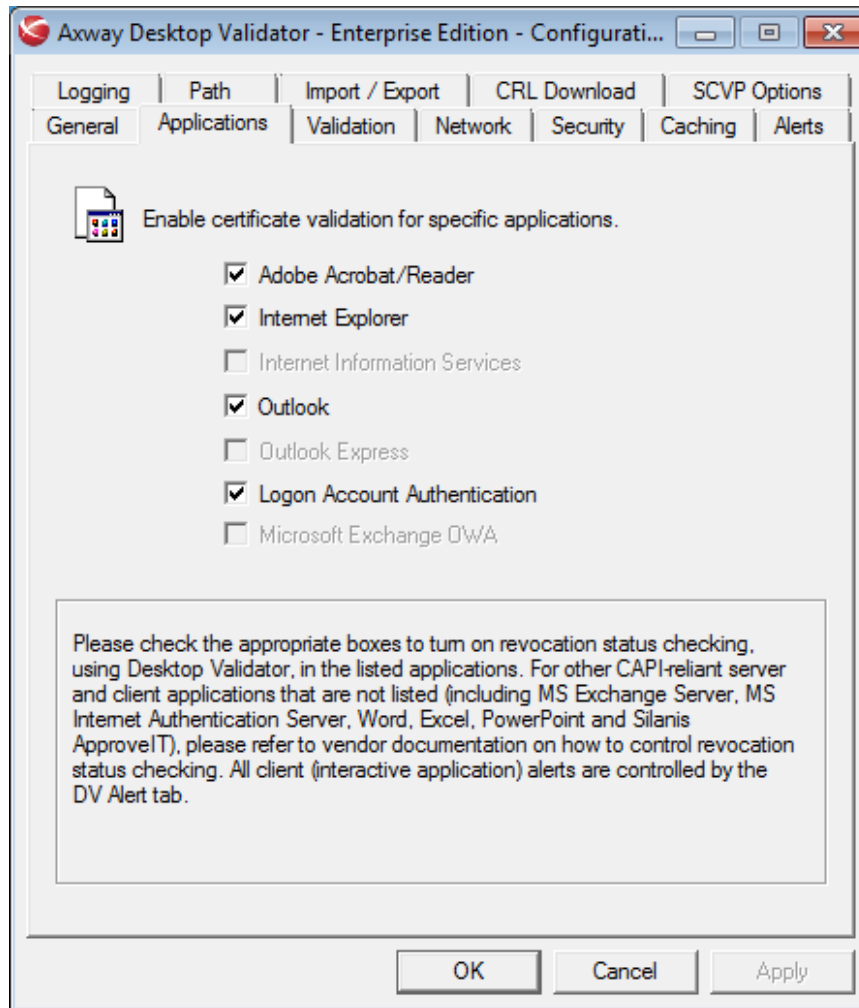 Axway Desktop Validator - Enterprise Edition - Configurati...
Logging Path Import / Export CRL Download SCVP Options
General Applications Validation Network Security Caching Alerts
Enable certificate validation for specific applications.
Adobe Acrobat/Reader
Internet Explorer
Internet Information Services
Outlook
Outlook Express
Logon Account Authentication
Microsoft Exchange OWA
Please check the appropriate boxes to turn on revocation status checking,
using Desktop Validator, in the listed applications. For other CAPI-reliant server
and client applications that are not listed (including MS Exchange Server, MS
Internet Authentication Server, Word, Excel, PowerPoint and Silanis
ApproveIT), please refer to vendor documentation on how to control revocation
status checking. All client (interactive application) alerts are controlled by the
DV Alert tab.
OK Cancel Apply